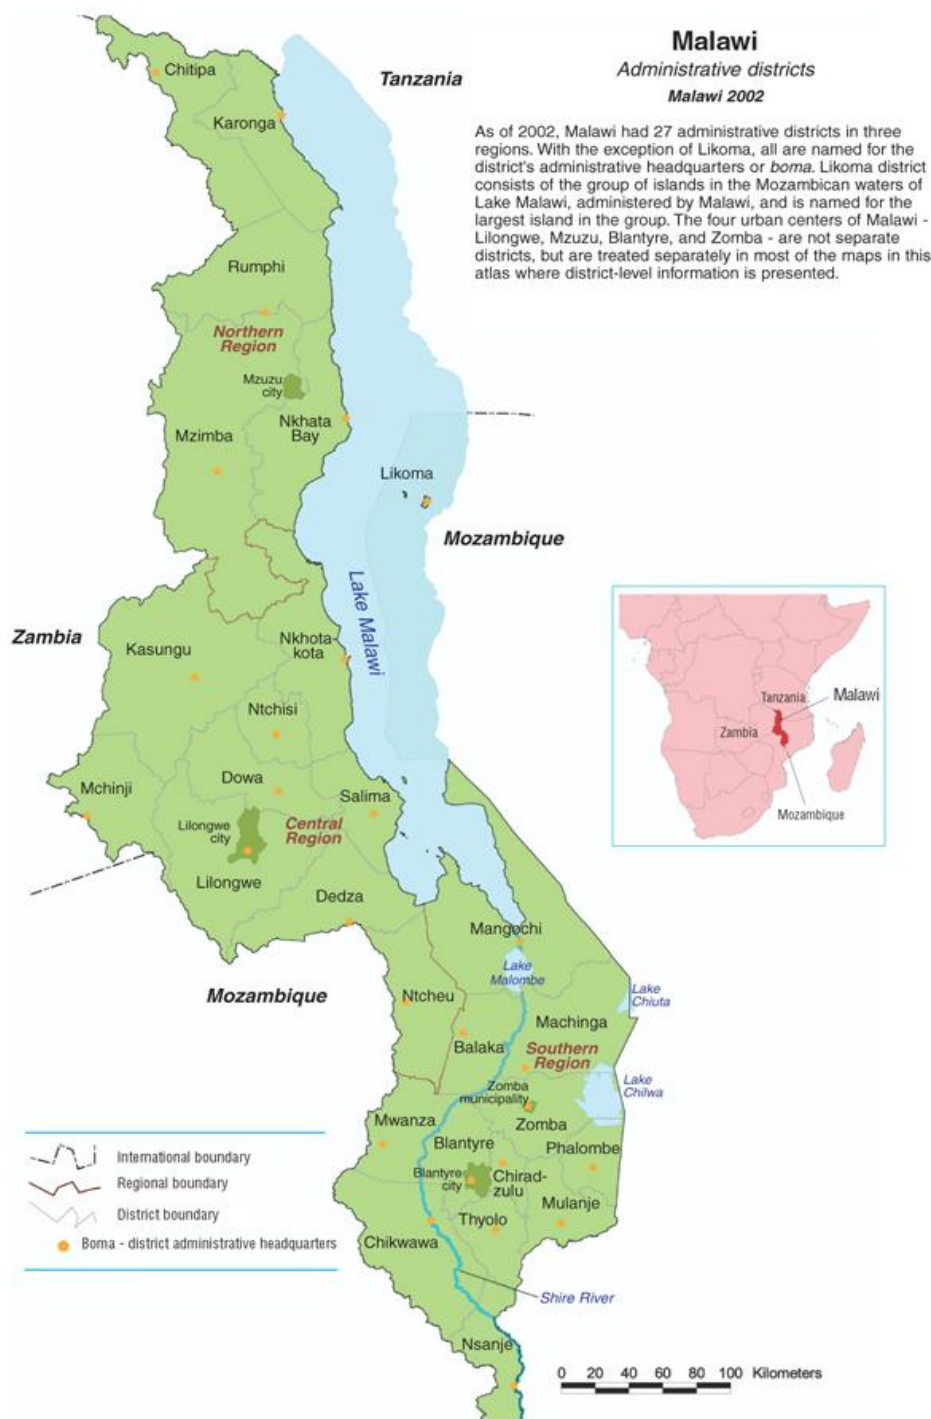 Malawi
Administrative districts
Malawi 2002
As of 2002, Malawi had 27 administrative districts in three
regions. With the exception of Likoma, all are named for the
district's administrative headquarters or boma. Likoma district
consists of the group of islands in the Mozambican waters of
Lake Malawi, administered by Malawi, and is named for the
largest island in the group. The four urban centers of Malawi -
Lilongwe, Mzuzu, Blantyre, and Zomba - are not separate
districts, but are treated separately in most of the maps in this
atlas where district-level information is presented.
Chitipa
Tanzania
Karonga
Rumphi
Northern
Region
Mzuzu
city
Nkhata
Bay
Mzimba
Likoma
Mozambique
Lake Malawi
Zambia
Kasungu
Nkhota-
kota
Ntchisi
Dowa
Mchinji
Salima
Lilongwe
city
Central
Region
Lilongwe
Dedza
Mangochi
Lake
Malombe
Mozambique
Ntcheu
Lake
Chiuta
Machinga
Balaka
Southern
Region
Lake
Chilwa
Zomba
municipality
Zomba
Mwanza
Blantyre
Phalombe
Blantyre
city
Chirad-
zulu
Mulanje
Thyolo
Chikwawa
Shire River
Nsanje
Tanzania
Malawi
Zambia
Mozambique
International boundary
Regional boundary
District boundary
Boma - district administrative headquarters
0 20 40 60 80 100 Kilometers